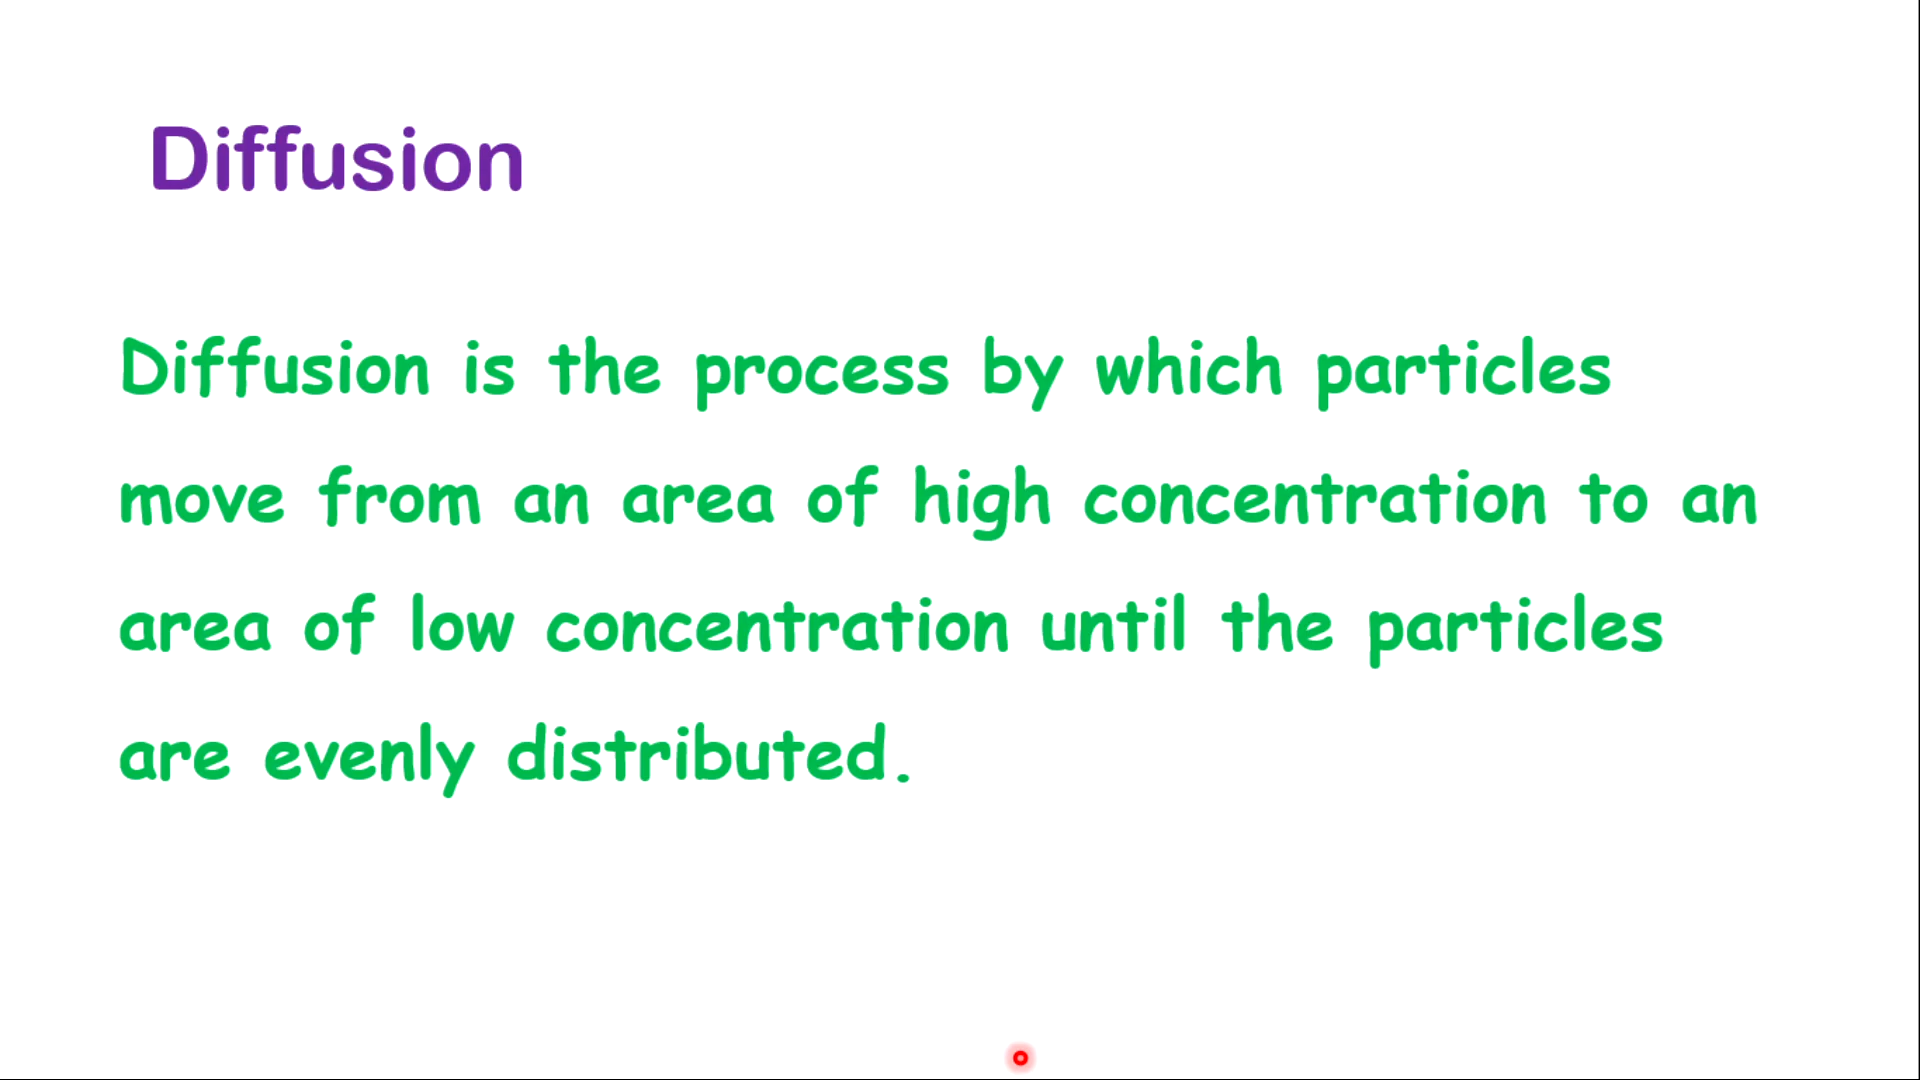 Diffusion
Diffusion is the process by which particles
move from an area of high concentration to an
area of low concentration until the particles
are evenly distributed.